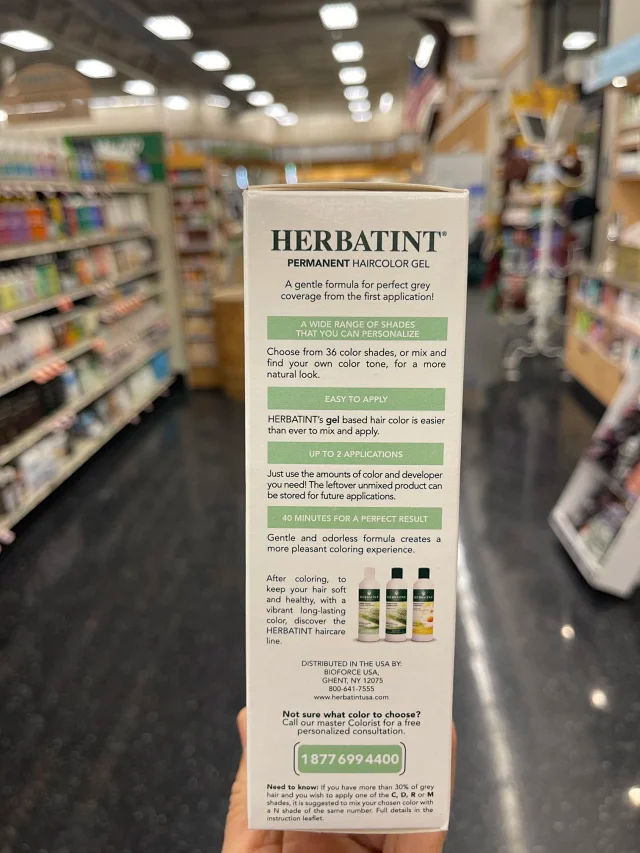 HERBATINT®
PERMANENT HAIRCOLOR GEL
A gentle formula for perfect grey
coverage from the first application!
A WIDE RANGE OF SHADES
THAT YOU CAN PERSONALIZE
Choose from 36 color shades, or mix and
find your own color tone, for a more
natural look.
EASY TO APPLY
HERBATINT's gel based hair color is easier
than ever to mix and apply.
UP TO 2 APPLICATIONS
Just use the amounts of color and developer
you need! The leftover unmixed product can
be stored for future applications.
40 MINUTES FOR A PERFECT RESULT
Gentle and odorless formula creates a
more pleasant coloring experience.
After coloring, to
keep your hair soft
and healthy, with a
vibrant long-lasting
color, discover the
HERBATINT haircare
line.
HERBATINT HERBATINT HERBATINT
DISTRIBUTED IN THE USA BY:
BIOFORCE USA,
GHENT, NY 12075
800-641-7555
www.herbatintusa.com
Not sure what color to choose?
Call our master Colorist for a free
personalized consultation.
1 877 699 4400
Need to know: If you have more than 30% of grey
hair and you wish to apply one of the C, D, R or M
shades, it is suggested to mix your chosen color with
a N shade of the same number. Full details in the
instruction leaflet.